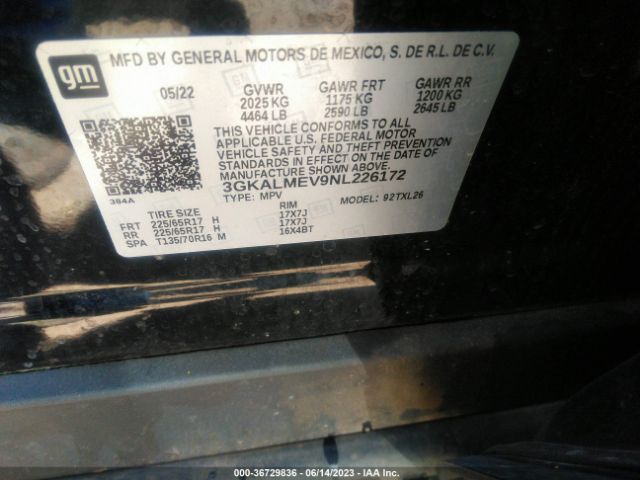 gm
MFD BY GENERAL MOTORS DE MEXICO, S. DE R.L. DE C.V.
05/22 GVWR GAWR FRT GAWR RR
2025 KG 1175 KG 1200 KG
4464 LB 2590 LB 2645 LB
THIS VEHICLE CONFORMS TO ALL
APPLICABLE U.S. FEDERAL MOTOR
VEHICLE SAFETY AND THEFT PREVENTION
STANDARDS IN EFFECT ON THE DATE OF
MANUFACTURE SHOWN ABOVE.
384A 3GKALMEV9NL226172
TYPE: MPV 92TXL26
TIRE SIZE RIM
FRT 225/65R17 H 17X7J
RR 225/65R17 H 17X7J
SPA T135/70R16 M 16X4BT
000-36729836 - 06/14/2023 - IAA Inc.